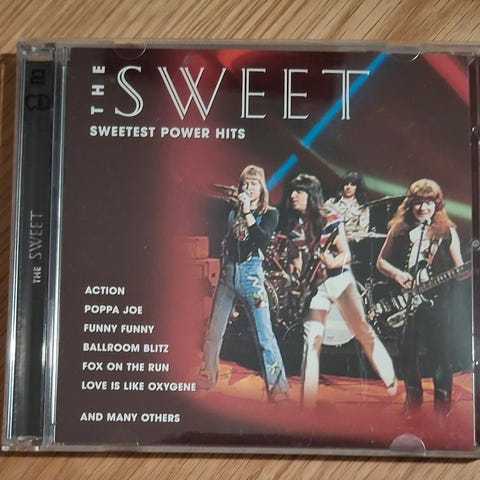 THE SWEET
SWEETEST POWER HITS
ACTION
POPPA JOE
FUNNY FUNNY
BALLROOM BLITZ
FOX ON THE RUN
LOVE IS LIKE OXYGENE
AND MANY OTHERS
2 CD
THE SWEET